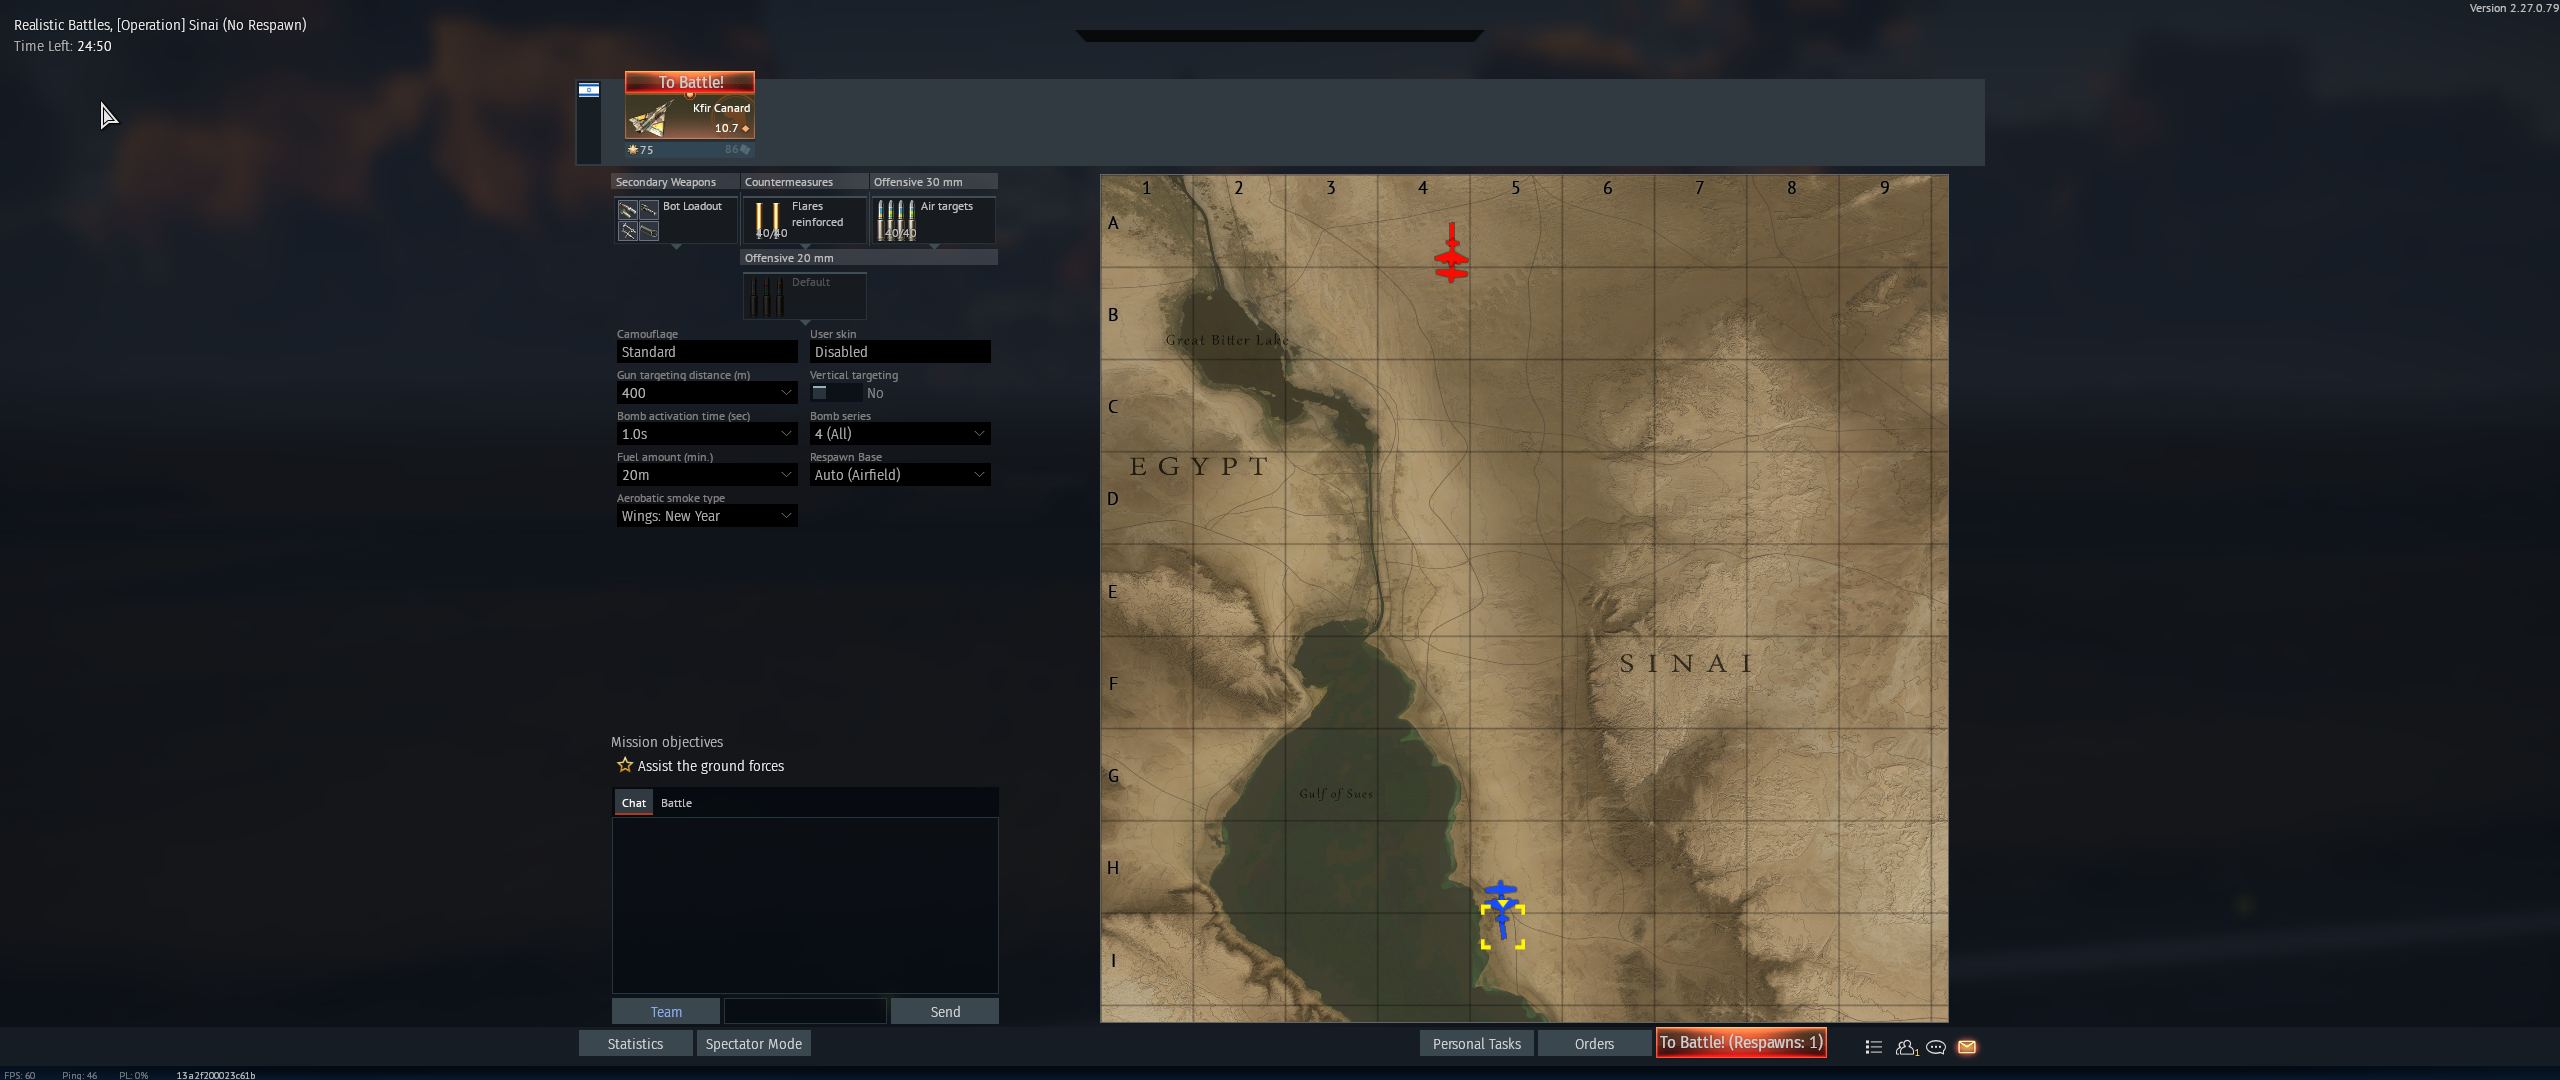 Realistic Battles, [Operation] Sinai (No Respawn)
Time Left: 24:50
Version 2.27.0.79
To Battle!
Kfir Canard
10.7
75
86
Secondary Weapons
Countermeasures
Offensive 30 mm
Bot Loadout
Flares reinforced
40/40
Air targets
40/40
Offensive 20 mm
Default
Camouflage
User skin
Standard
Disabled
Gun targeting distance (m)
Vertical targeting
400
No
Bomb activation time (sec)
Bomb series
1.0s
4 (All)
Fuel amount (min.)
Respawn Base
20m
Auto (Airfield)
Aerobatic smoke type
Wings: New Year
Mission objectives
Assist the ground forces
Chat
Battle
Team
Send
1 2 3 4 5 6 7 8 9
A
B
Great Bitter Lake
C
EGYPT
D
E
SINAI
F
G
Gulf of Sues
H
I
Statistics
Spectator Mode
Personal Tasks
Orders
To Battle! (Respawns: 1)
1
FPS: 60
Ping: 46
PL: 0%
13a2f200023c61b